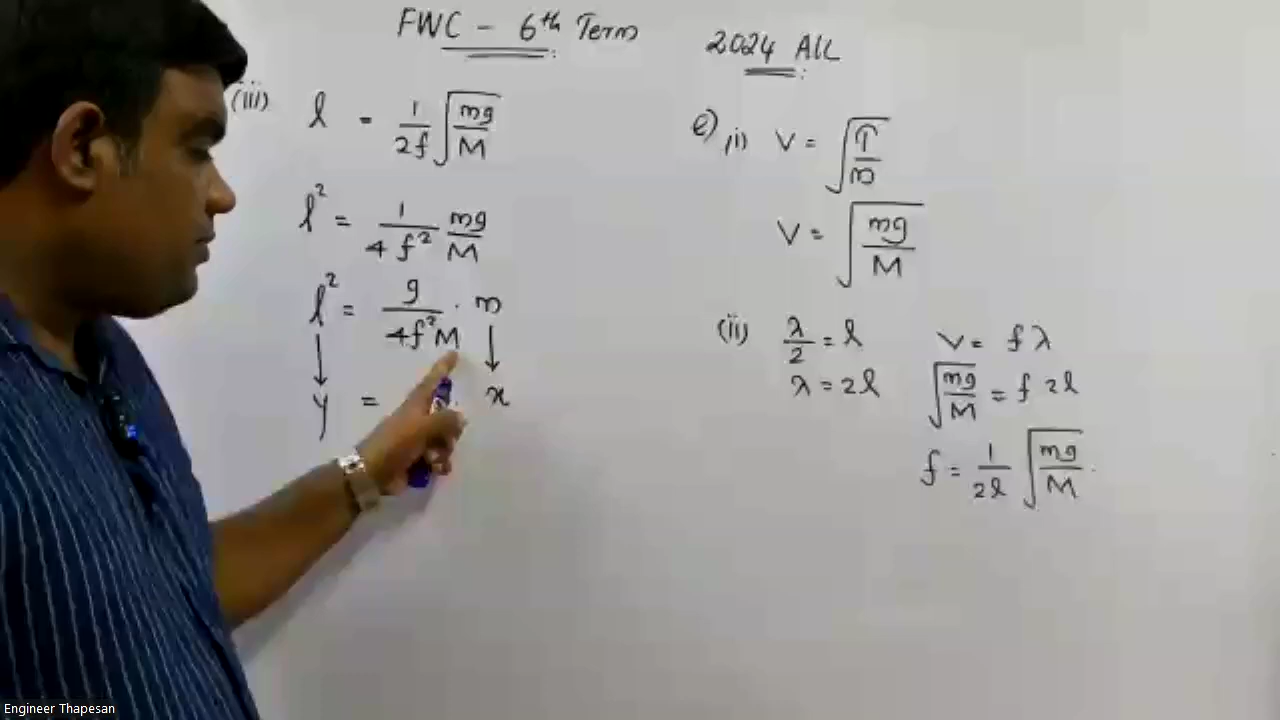 FWC - 6th Term
2024 A/L
(iii) l = 1/2f √mg/M
l² = 1/4f² mg/M
l² = g/4f²M · m
↓ ↓
y = x
e) (i) V = √T/m
V = √mg/M
(ii) λ/2 = l
λ = 2l
V = fλ
√mg/M = f 2l
f = 1/2l √mg/M
Engineer Thapesan